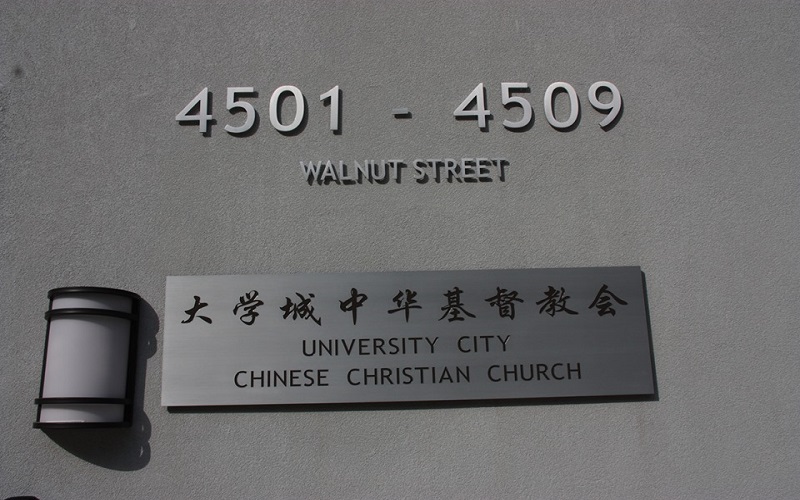 4501 - 4509
WALNUT STREET
大学城中华基督教会
UNIVERSITY CITY
CHINESE CHRISTIAN CHURCH